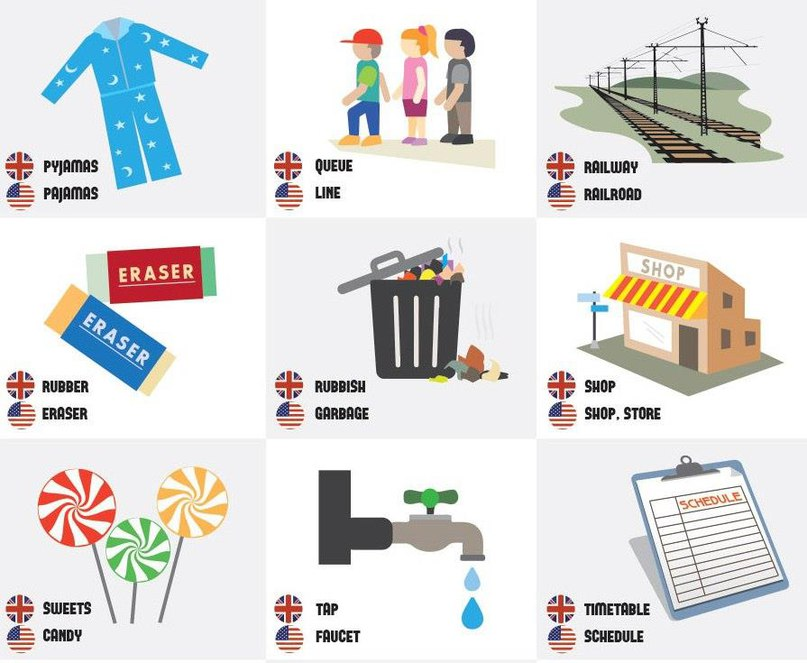 PYJAMAS
PAJAMAS
QUEUE
LINE
RAILWAY
RAILROAD
ERASER
ERASER
RUBBER
ERASER
RUBBISH
GARBAGE
SHOP
SHOP
SHOP, STORE
SWEETS
CANDY
TAP
FAUCET
SCHEDULE
TIMETABLE
SCHEDULE